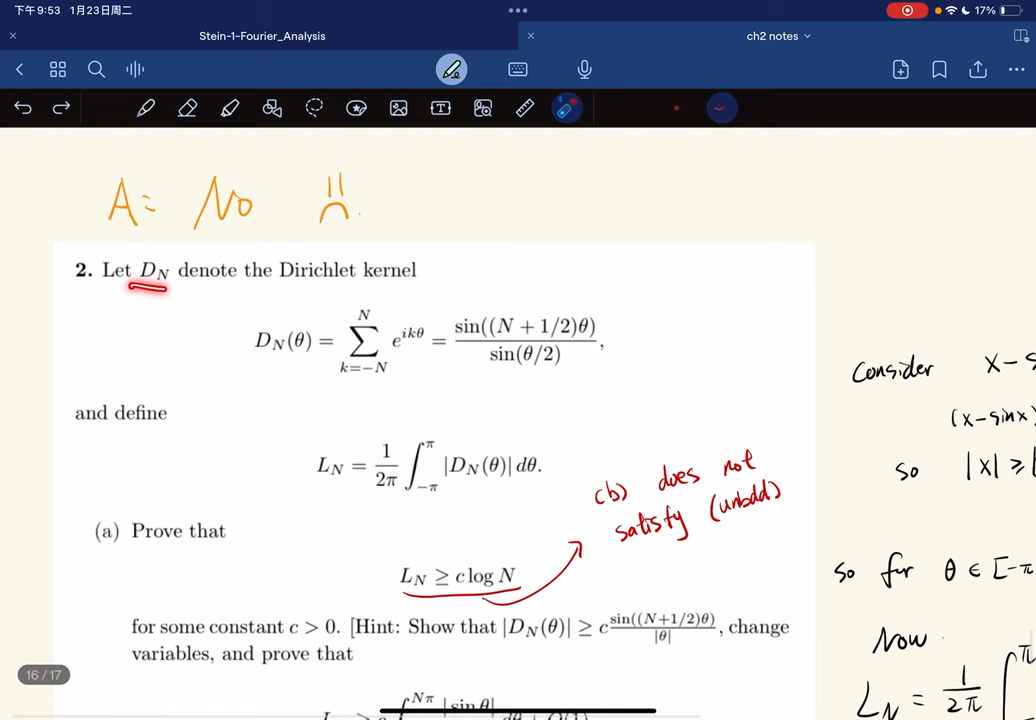 下午9:53 1月23日周二
17%
Stein-1-Fourier_Analysis
ch2 notes
A= No
2. Let D_N denote the Dirichlet kernel
D_N(θ) = ∑_{k=−N}^{N} e^{ikθ} = sin((N + 1/2)θ) / sin(θ/2),
and define
L_N = 1/2π ∫_{−π}^{π} |D_N(θ)| dθ.
(b) does not
satisfy (unbdd)
(a) Prove that
L_N ≥ c log N
for some constant c > 0. [Hint: Show that |D_N(θ)| ≥ c sin((N+1/2)θ) / |θ|, change
variables, and prove that
16 / 17
Consider x − s
(x − sinx)
so |x| ≥ |
so for θ ∈ [−π
Now
L_N = 1/2π ∫ π